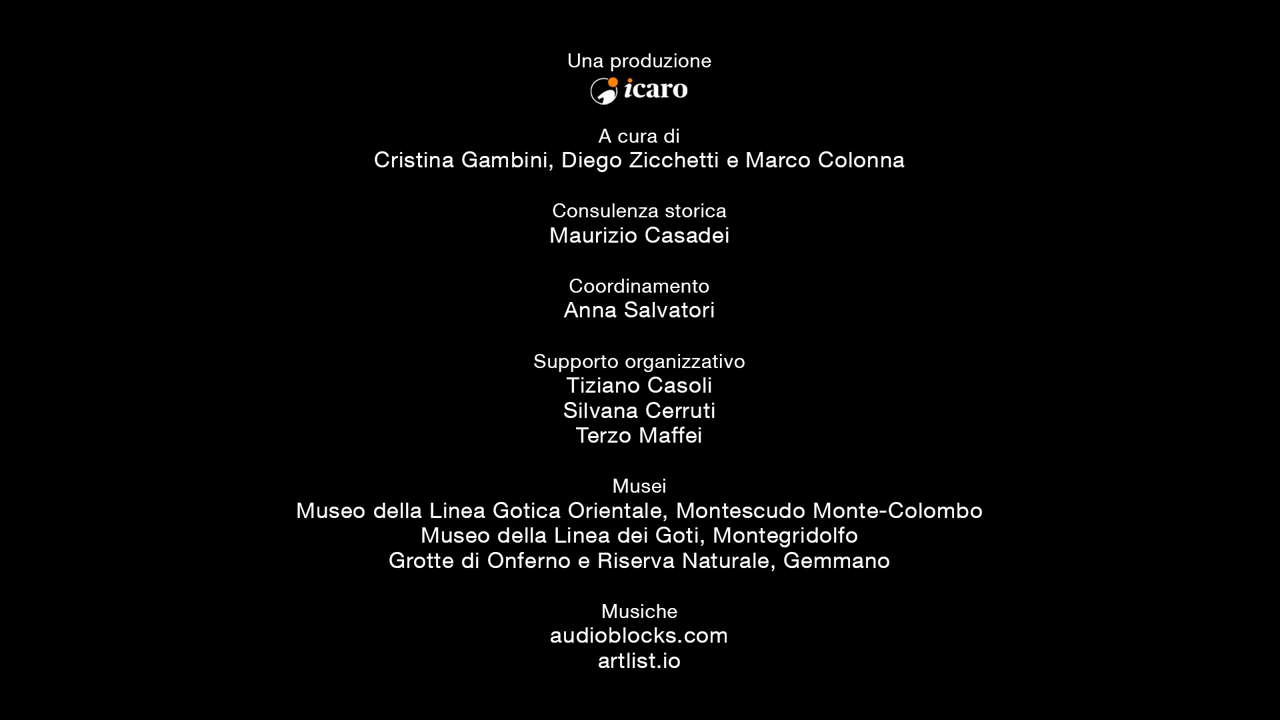 Una produzione
icaro
A cura di
Cristina Gambini, Diego Zicchetti e Marco Colonna
Consulenza storica
Maurizio Casadei
Coordinamento
Anna Salvatori
Supporto organizzativo
Tiziano Casoli
Silvana Cerruti
Terzo Maffei
Musei
Museo della Linea Gotica Orientale, Montescudo Monte-Colombo
Museo della Linea dei Goti, Montegridolfo
Grotte di Onferno e Riserva Naturale, Gemmano
Musiche
audioblocks.com
artlist.io